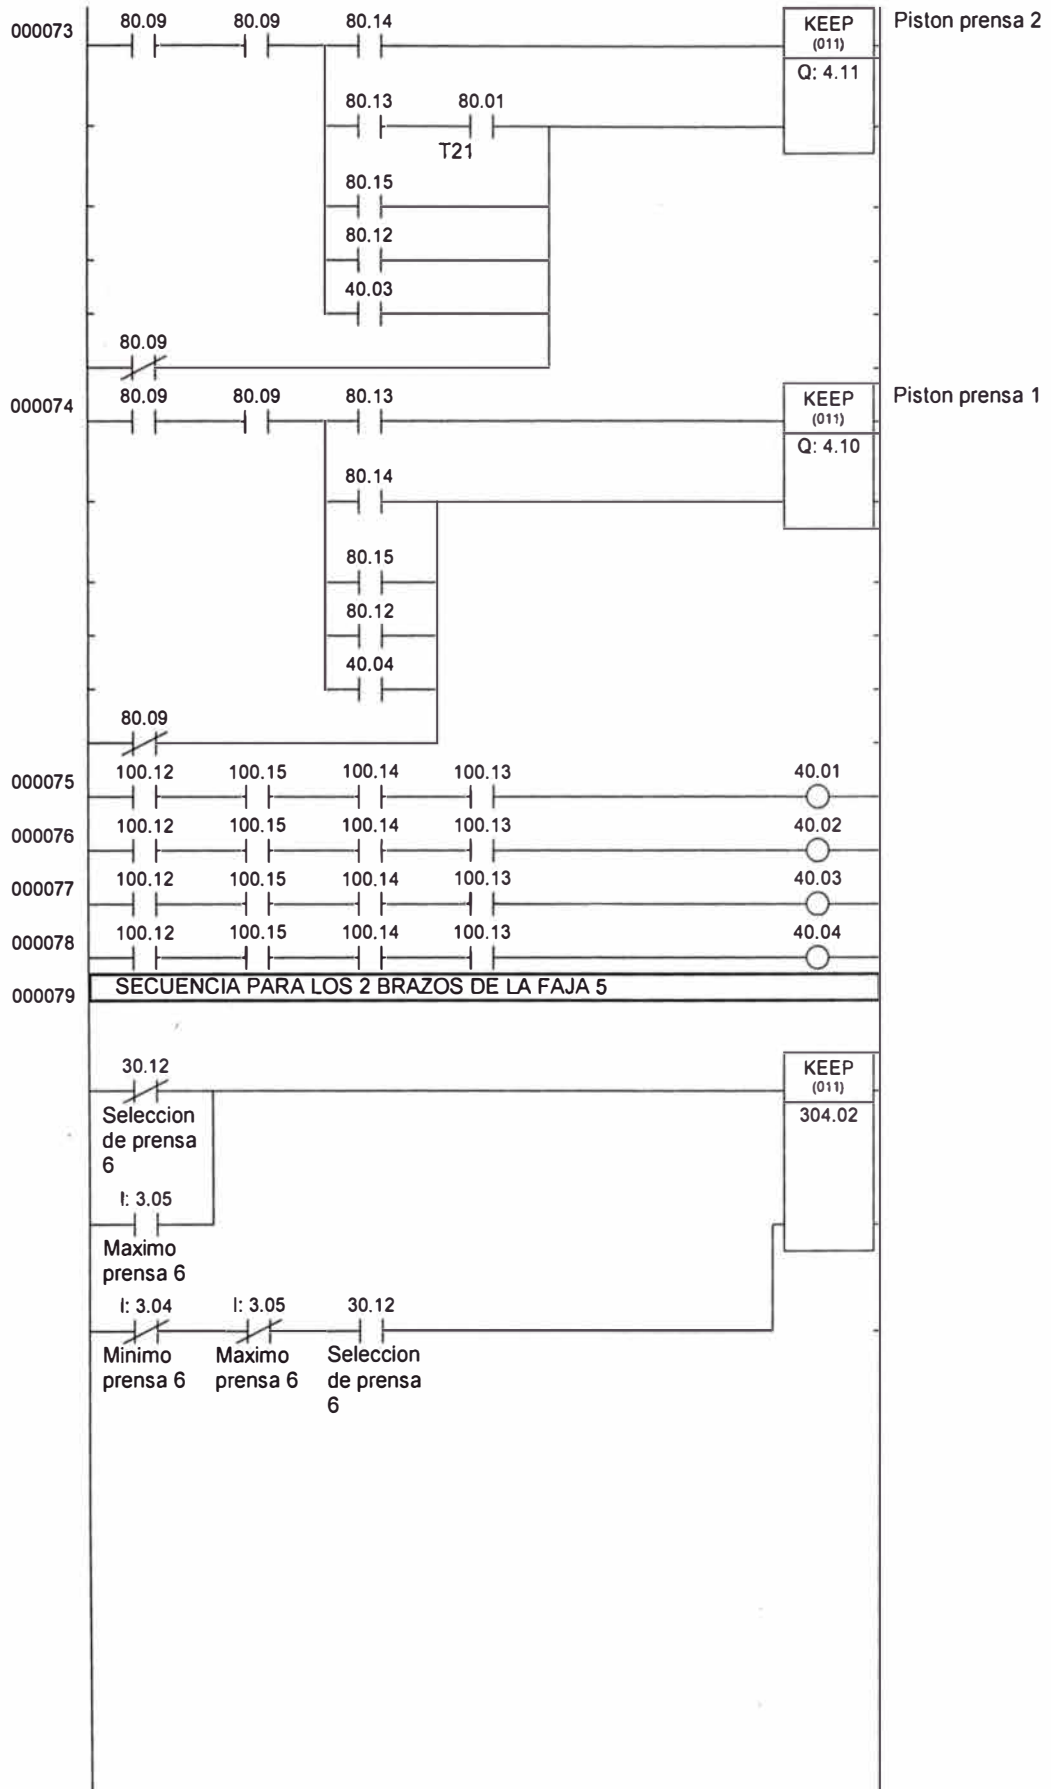 000073
80.09 80.09 80.14
KEEP
(011)
Q: 4.11
Piston prensa 2
80.13 80.01
T21
80.15
80.12
40.03
80.09
000074
80.09 80.09 80.13
KEEP
(011)
Q: 4.10
Piston prensa 1
80.14
80.15
80.12
40.04
80.09
000075
100.12 100.15 100.14 100.13 40.01
000076
100.12 100.15 100.14 100.13 40.02
000077
100.12 100.15 100.14 100.13 40.03
000078
100.12 100.15 100.14 100.13 40.04
000079
SECUENCIA PARA LOS 2 BRAZOS DE LA FAJA 5
30.12
Seleccion
de prensa
6
KEEP
(011)
304.02
I: 3.05
Maximo
prensa 6
I: 3.04 I: 3.05 30.12
Minimo
prensa 6
Maximo
prensa 6
Seleccion
de prensa
6